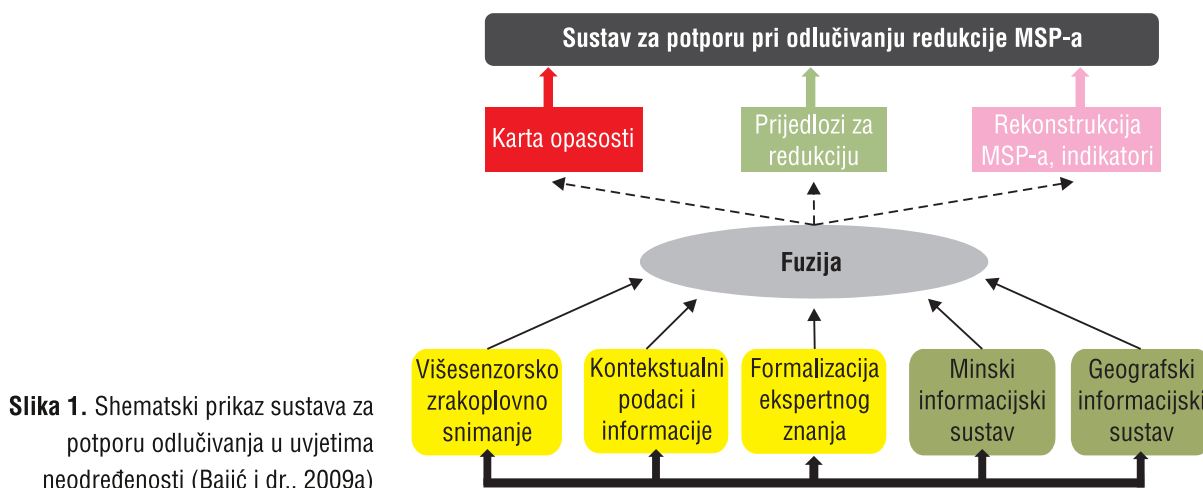 Sustav za potporu pri odlučivanju redukcije MSP-a
Karta opasosti
Prijedlozi za
redukciju
Rekonstrukcija
MSP-a, indikatori
Fuzija
Višesenzorsko
zrakoplovno
snimanje
Kontekstualni
podaci i
informacije
Formalizacija
ekspertnog
znanja
Minski
informacijski
sustav
Geografski
informacijski
sustav
Slika 1. Shematski prikaz sustava za
potporu odlučivanja u uvjetima
neodređenosti (Bajić i dr., 2009a)